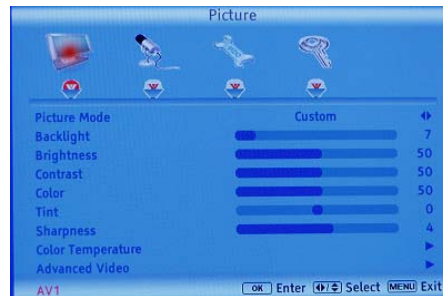 Picture
Picture Mode Custom
Backlight 7
Brightness 50
Contrast 50
Color 50
Tint 0
Sharpness 4
Color Temperature
Advanced Video
AV1 OK Enter Select MENU Exit